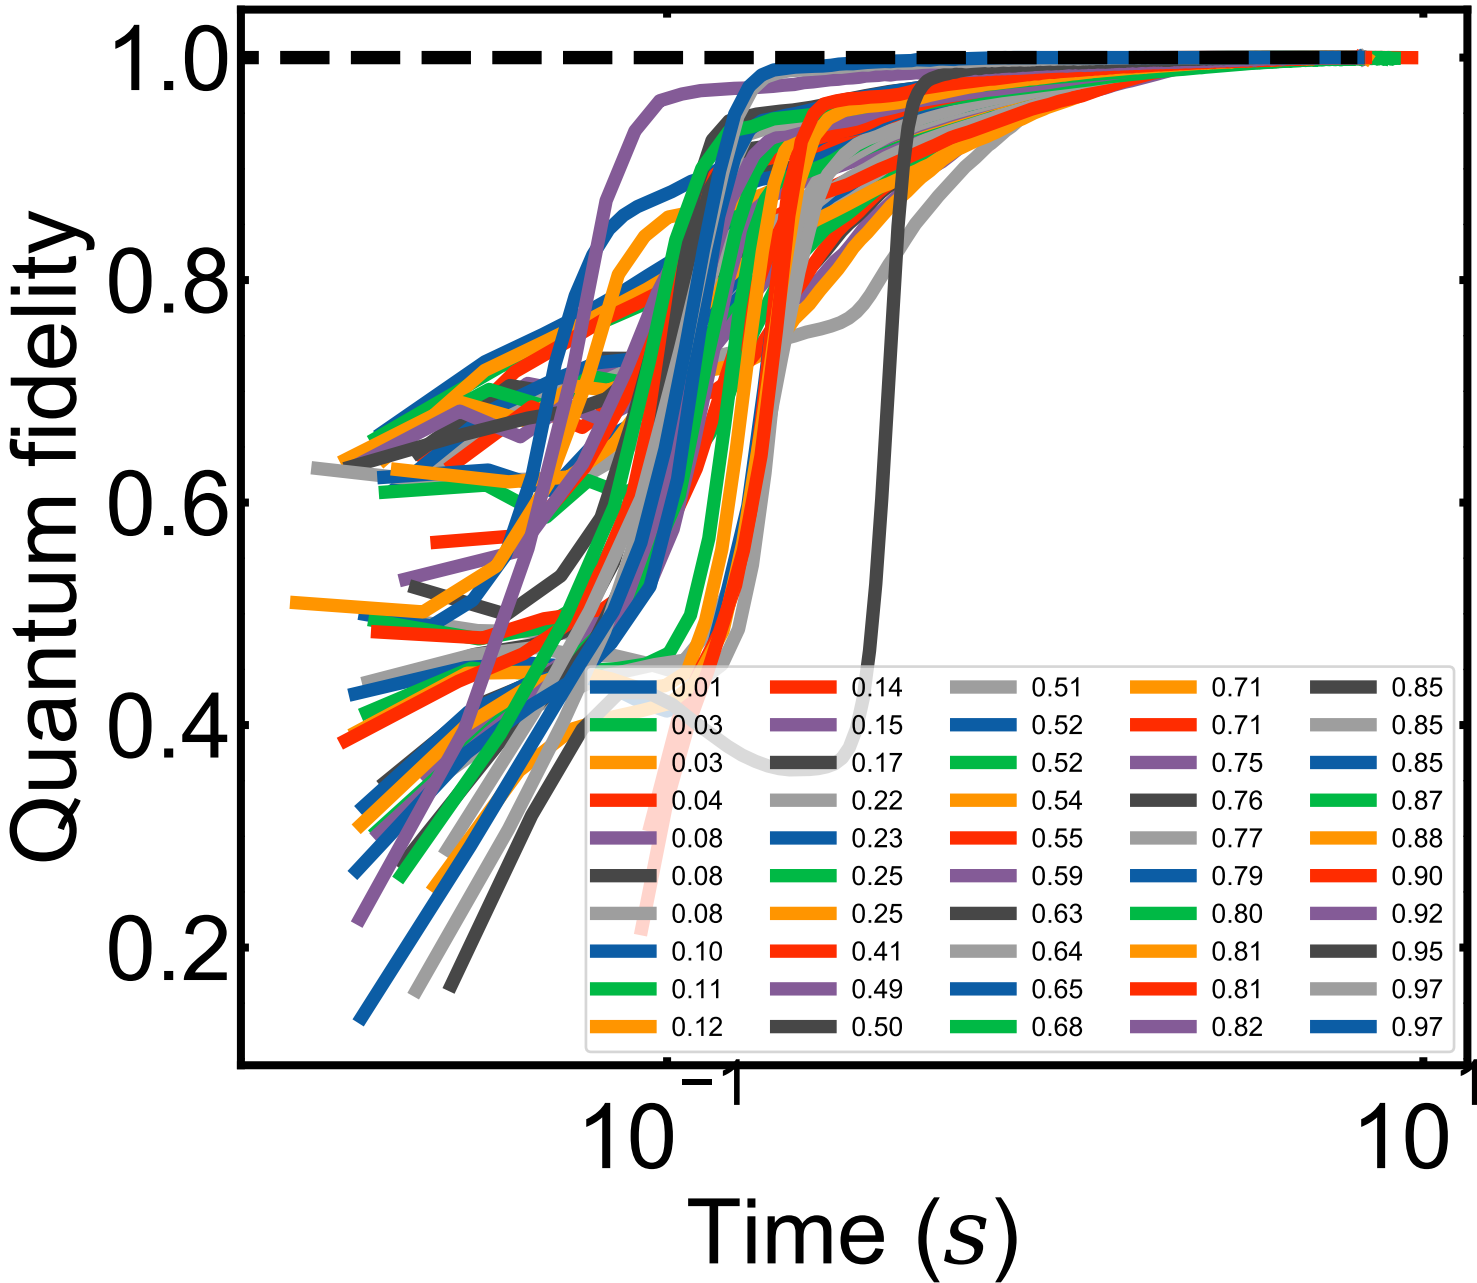 Quantum fidelity
1.0
0.8
0.6
0.4
0.2
0.01 0.14 0.51 0.71 0.85
0.03 0.15 0.52 0.71 0.85
0.03 0.17 0.52 0.75 0.85
0.04 0.22 0.54 0.76 0.87
0.08 0.23 0.55 0.77 0.88
0.08 0.25 0.59 0.79 0.90
0.08 0.25 0.63 0.80 0.92
0.10 0.41 0.64 0.81 0.95
0.11 0.49 0.65 0.81 0.97
0.12 0.50 0.68 0.82 0.97
10⁻¹ 10¹
Time (s)